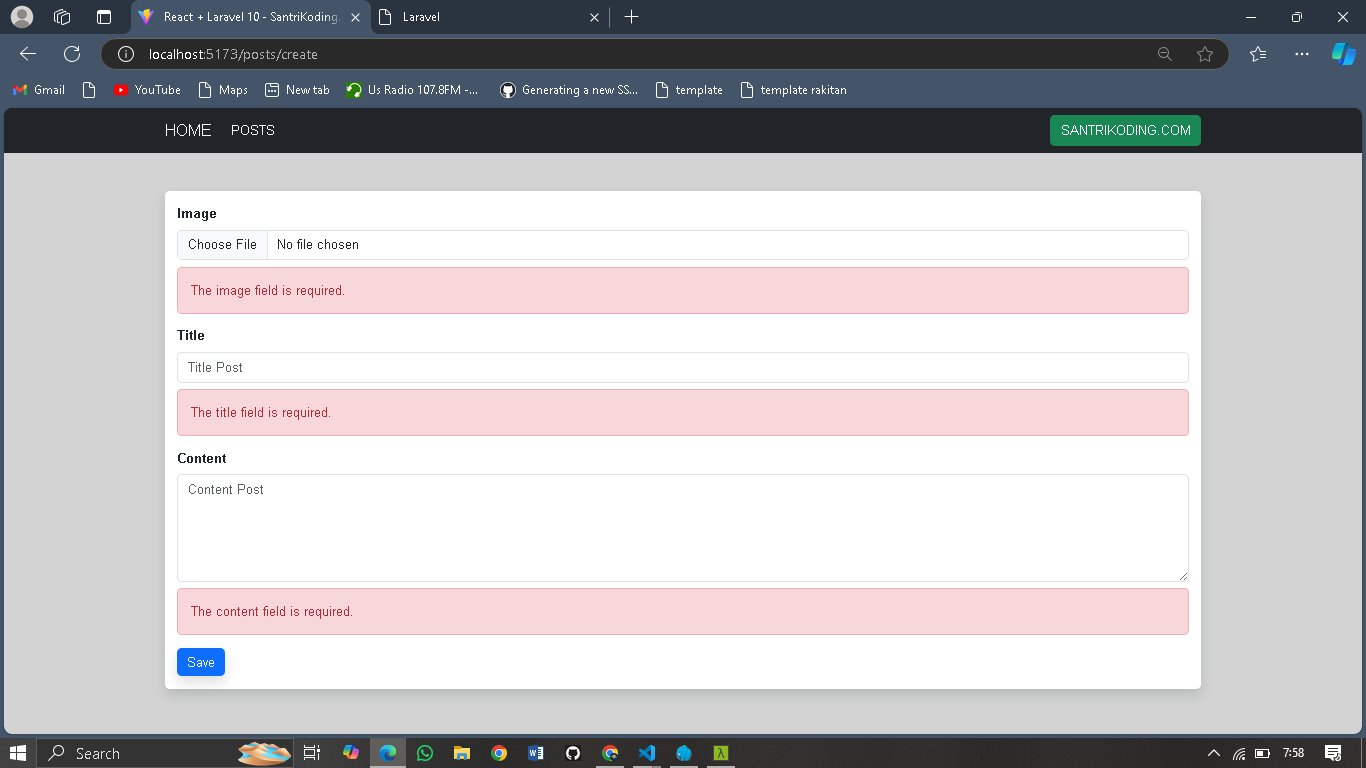 React + Laravel 10 - SantriKoding.
Laravel
localhost:5173/posts/create
Gmail
YouTube
Maps
New tab
Us Radio 107.8FM -...
Generating a new SS...
template
template rakitan
HOME
POSTS
SANTRIKODING.COM
Image
Choose File
No file chosen
The image field is required.
Title
Title Post
The title field is required.
Content
Content Post
The content field is required.
Save
Search
7:58